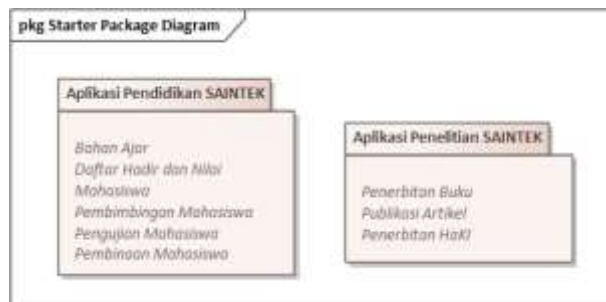 pkg Starter Package Diagram
Aplikasi Pendidikan SAINTEK
Bahan Ajar
Daftar Hadir dan Nilai
Mahasiswa
Pembimbingan Mahasiswa
Pengujian Mahasiswa
Pembinaan Mahasiswa
Aplikasi Penelitian SAINTEK
Penerbitan Buku
Publikasi Artikel
Penerbitan HaKI